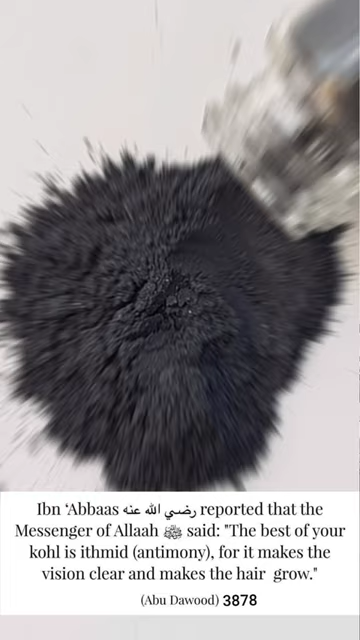 Ibn ‘Abbaas رضي الله عنه reported that the
Messenger of Allaah ﷺ said: "The best of your
kohl is ithmid (antimony), for it makes the
vision clear and makes the hair grow."
(Abu Dawood) 3878